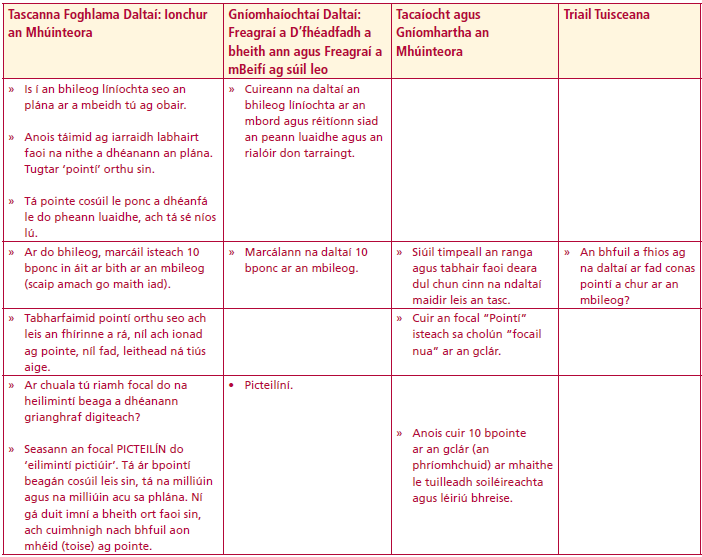 Tascanna Foghlama Daltaí: Ionchur
an Mhúinteora
Gníomhaíochtaí Daltaí:
Freagraí a D’fhéadfadh a
bheith ann agus Freagraí a
mBeifí ag súil leo
Tacaíocht agus
Gníomhartha an
Mhúinteora
Triail Tuisceana
» Is í an bhileog líníochta seo an
plána ar a mbeidh tú ag obair.
» Anois táimid ag iarraidh labhairt
faoi na nithe a dhéanann an plána.
Tugtar ‘pointí’ orthu sin.
» Tá pointe cosúil le ponc a dhéanfá
le do pheann luaidhe, ach tá sé níos
lú.
» Cuireann na daltaí an
bhileog líníochta ar an
mbord agus réitíonn siad
an peann luaidhe agus an
rialóir don tarraingt.
» Ar do bhileog, marcáil isteach 10
bponc in áit ar bith ar an mbileog
(scaip amach go maith iad).
» Marcálann na daltaí 10
bponc ar an mbileog.
» Siúil timpeall an ranga
agus tabhair faoi deara
dul chun cinn na ndaltaí
maidir leis an tasc.
» An bhfuil a fhios ag
na daltaí ar fad conas
pointí a chur ar an
mbileog?
» Tabharfaimid pointí orthu seo ach
leis an fhírinne a rá, níl ach ionad
ag pointe, níl fad, leithead ná tiús
aige.
» Cuir an focal “Pointí”
isteach sa cholún “focail
nua” ar an gclár.
» Ar chuala tú riamh focal do na
heilimintí beaga a dhéanann
grianghraf digiteach?
» Seasann an focal PICTEILÍN do
‘eilimintí pictiúir’. Tá ár bpointí
beagán cosúil leis sin, tá na milliúin
agus na milliúin acu sa phlána. Ní
gá duit imní a bheith ort faoi sin,
ach cuimhnigh nach bhfuil aon
mhéid (toise) ag pointe.
• Picteilíní.
» Anois cuir 10 bpointe
ar an gclár (an
phríomhchuid) ar mhaithe
le tuilleadh soiléireachta
agus léiriú bhreise.